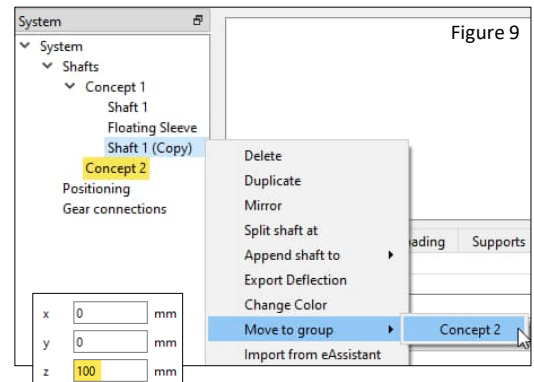 System
Figure 9
System
Shafts
Concept 1
Shaft 1
Floating Sleeve
Shaft 1 (Copy)
Concept 2
Positioning
Gear connections
Delete
Duplicate
Mirror
Split shaft at
Append shaft to
Export Deflection
Change Color
Move to group
Import from eAssistant
Concept 2
ading Supports
x 0 mm
y 0 mm
z 100 mm